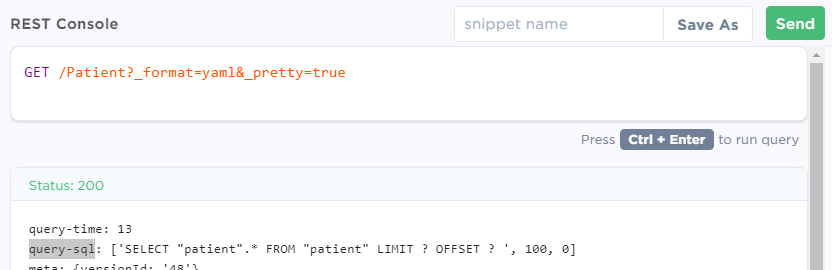 REST Console
snippet name
Save As
Send
GET /Patient?_format=yaml&_pretty=true
Press Ctrl + Enter to run query
Status: 200
query-time: 13
query-sql: ['SELECT "patient".* FROM "patient" LIMIT ? OFFSET ? ', 100, 0]
meta: {versionId: '48'}